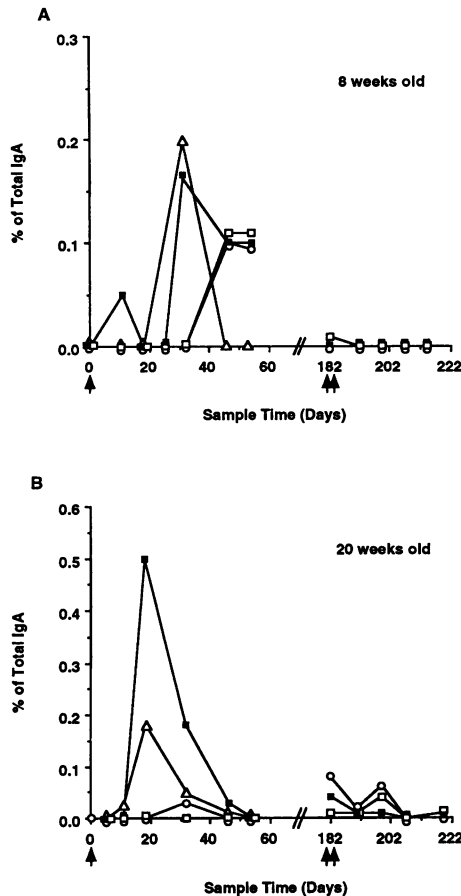 A
0.3
8 weeks old
0.2
% of Total IgA
0.1
0.0
0 20 40 60 182 202 222
Sample Time (Days)
B
0.6
20 weeks old
0.5
0.4
% of Total IgA
0.3
0.2
0.1
0.0
0 20 40 60 182 202 222
Sample Time (Days)